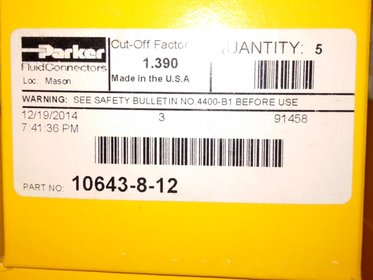 Parker Cut-Off Factor QUANTITY: 5
FluidConnectors 1.390
Loc: Mason Made in the U.S.A
WARNING: SEE SAFETY BULLETIN NO 4400-B1 BEFORE USE
12/19/2014 3 91458
7:41:36 PM
PART NO: 10643-8-12